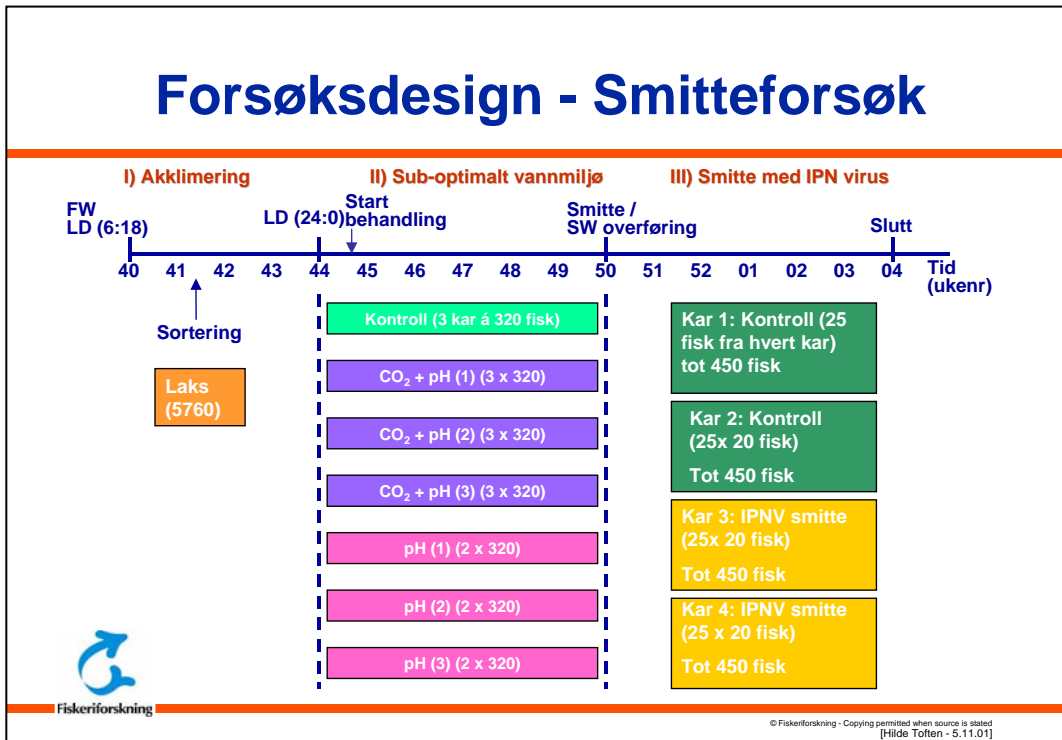 Forsøksdesign - Smitteforsøk
I) Akklimering
II) Sub-optimalt vannmiljø
III) Smitte med IPN virus
FW
LD (6:18)
LD (24:0)
Start
behandling
Smitte /
SW overføring
Slutt
40 41 42 43 44 45 46 47 48 49 50 51 52 01 02 03 04
Tid
(ukenr)
Sortering
Laks
(5760)
Kontroll (3 kar á 320 fisk)
CO₂ + pH (1) (3 x 320)
CO₂ + pH (2) (3 x 320)
CO₂ + pH (3) (3 x 320)
pH (1) (2 x 320)
pH (2) (2 x 320)
pH (3) (2 x 320)
Kar 1: Kontroll (25
fisk fra hvert kar)
tot 450 fisk
Kar 2: Kontroll
(25x 20 fisk)
Tot 450 fisk
Kar 3: IPNV smitte
(25x 20 fisk)
Tot 450 fisk
Kar 4: IPNV smitte
(25 x 20 fisk)
Tot 450 fisk
Fiskeriforskning
© Fiskeriforskning - Copying permitted when source is stated
[Hilde Toften - 5.11.01]